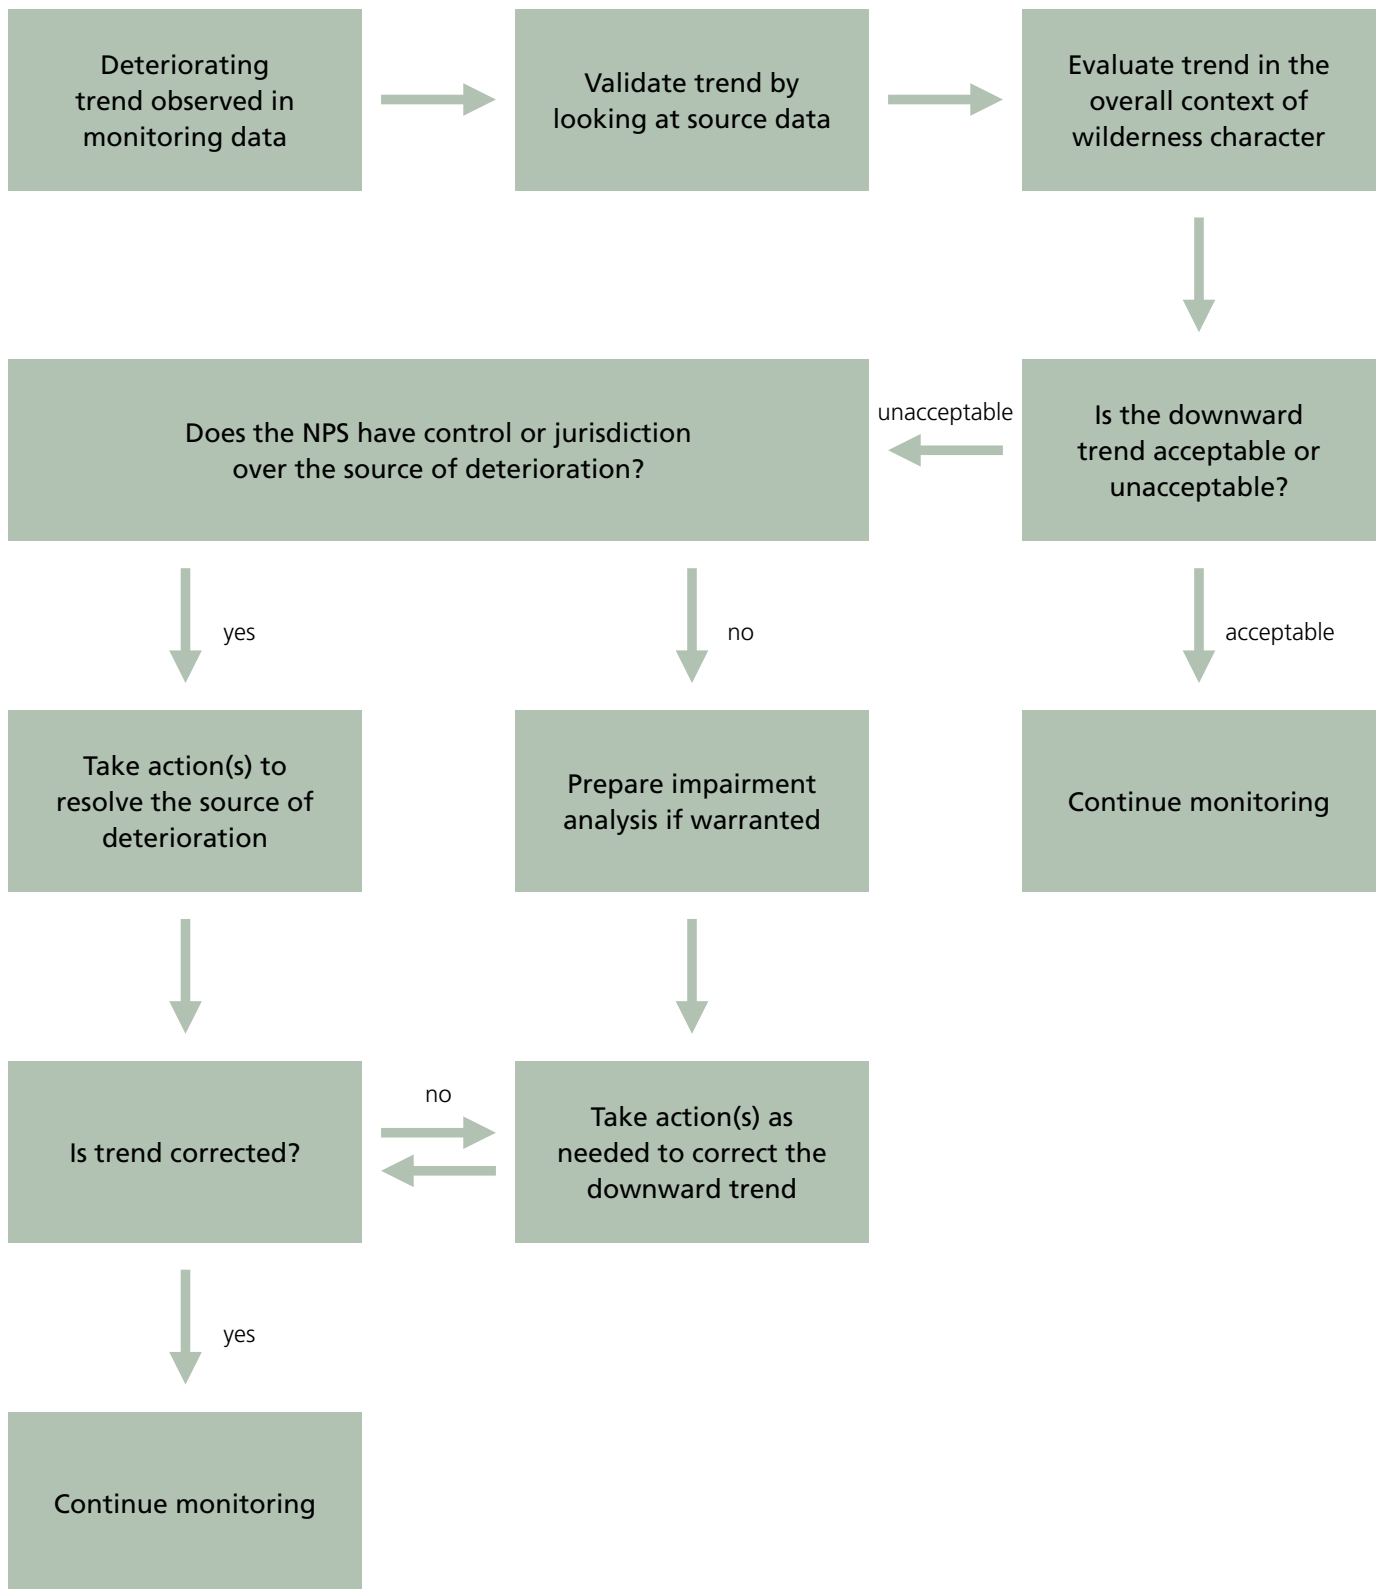 Deteriorating
trend observed in
monitoring data
Validate trend by
looking at source data
Evaluate trend in the
overall context of
wilderness character
Does the NPS have control or jurisdiction
over the source of deterioration?
unacceptable
Is the downward
trend acceptable or
unacceptable?
yes
no
acceptable
Take action(s) to
resolve the source of
deterioration
Prepare impairment
analysis if warranted
Continue monitoring
Is trend corrected?
no
Take action(s) as
needed to correct the
downward trend
yes
Continue monitoring